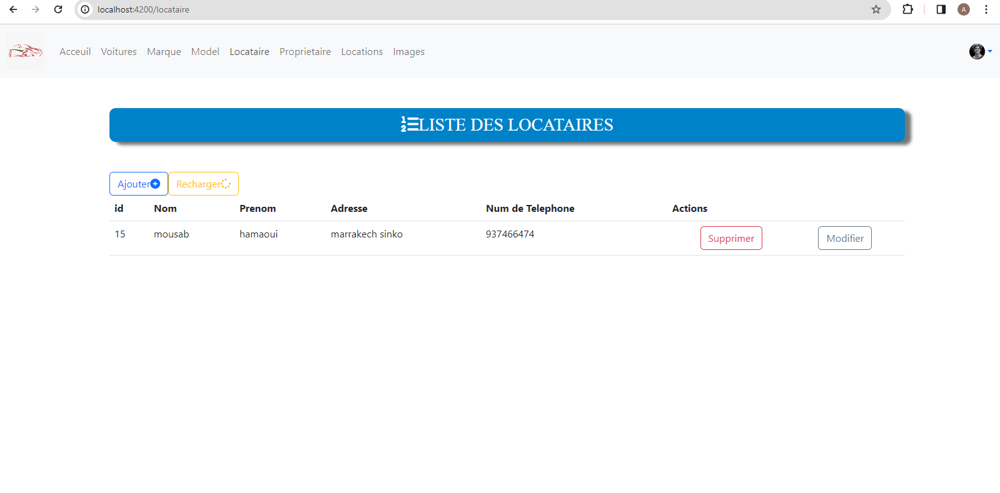 localhost:4200/locataire
A
Acceuil Voitures Marque Model Locataire Proprietaire Locations Images
LISTE DES LOCATAIRES
Ajouter Recharger
id Nom Prenom Adresse Num de Telephone Actions
15 mousab hamaoui marrakech sinko 937466474 Supprimer Modifier